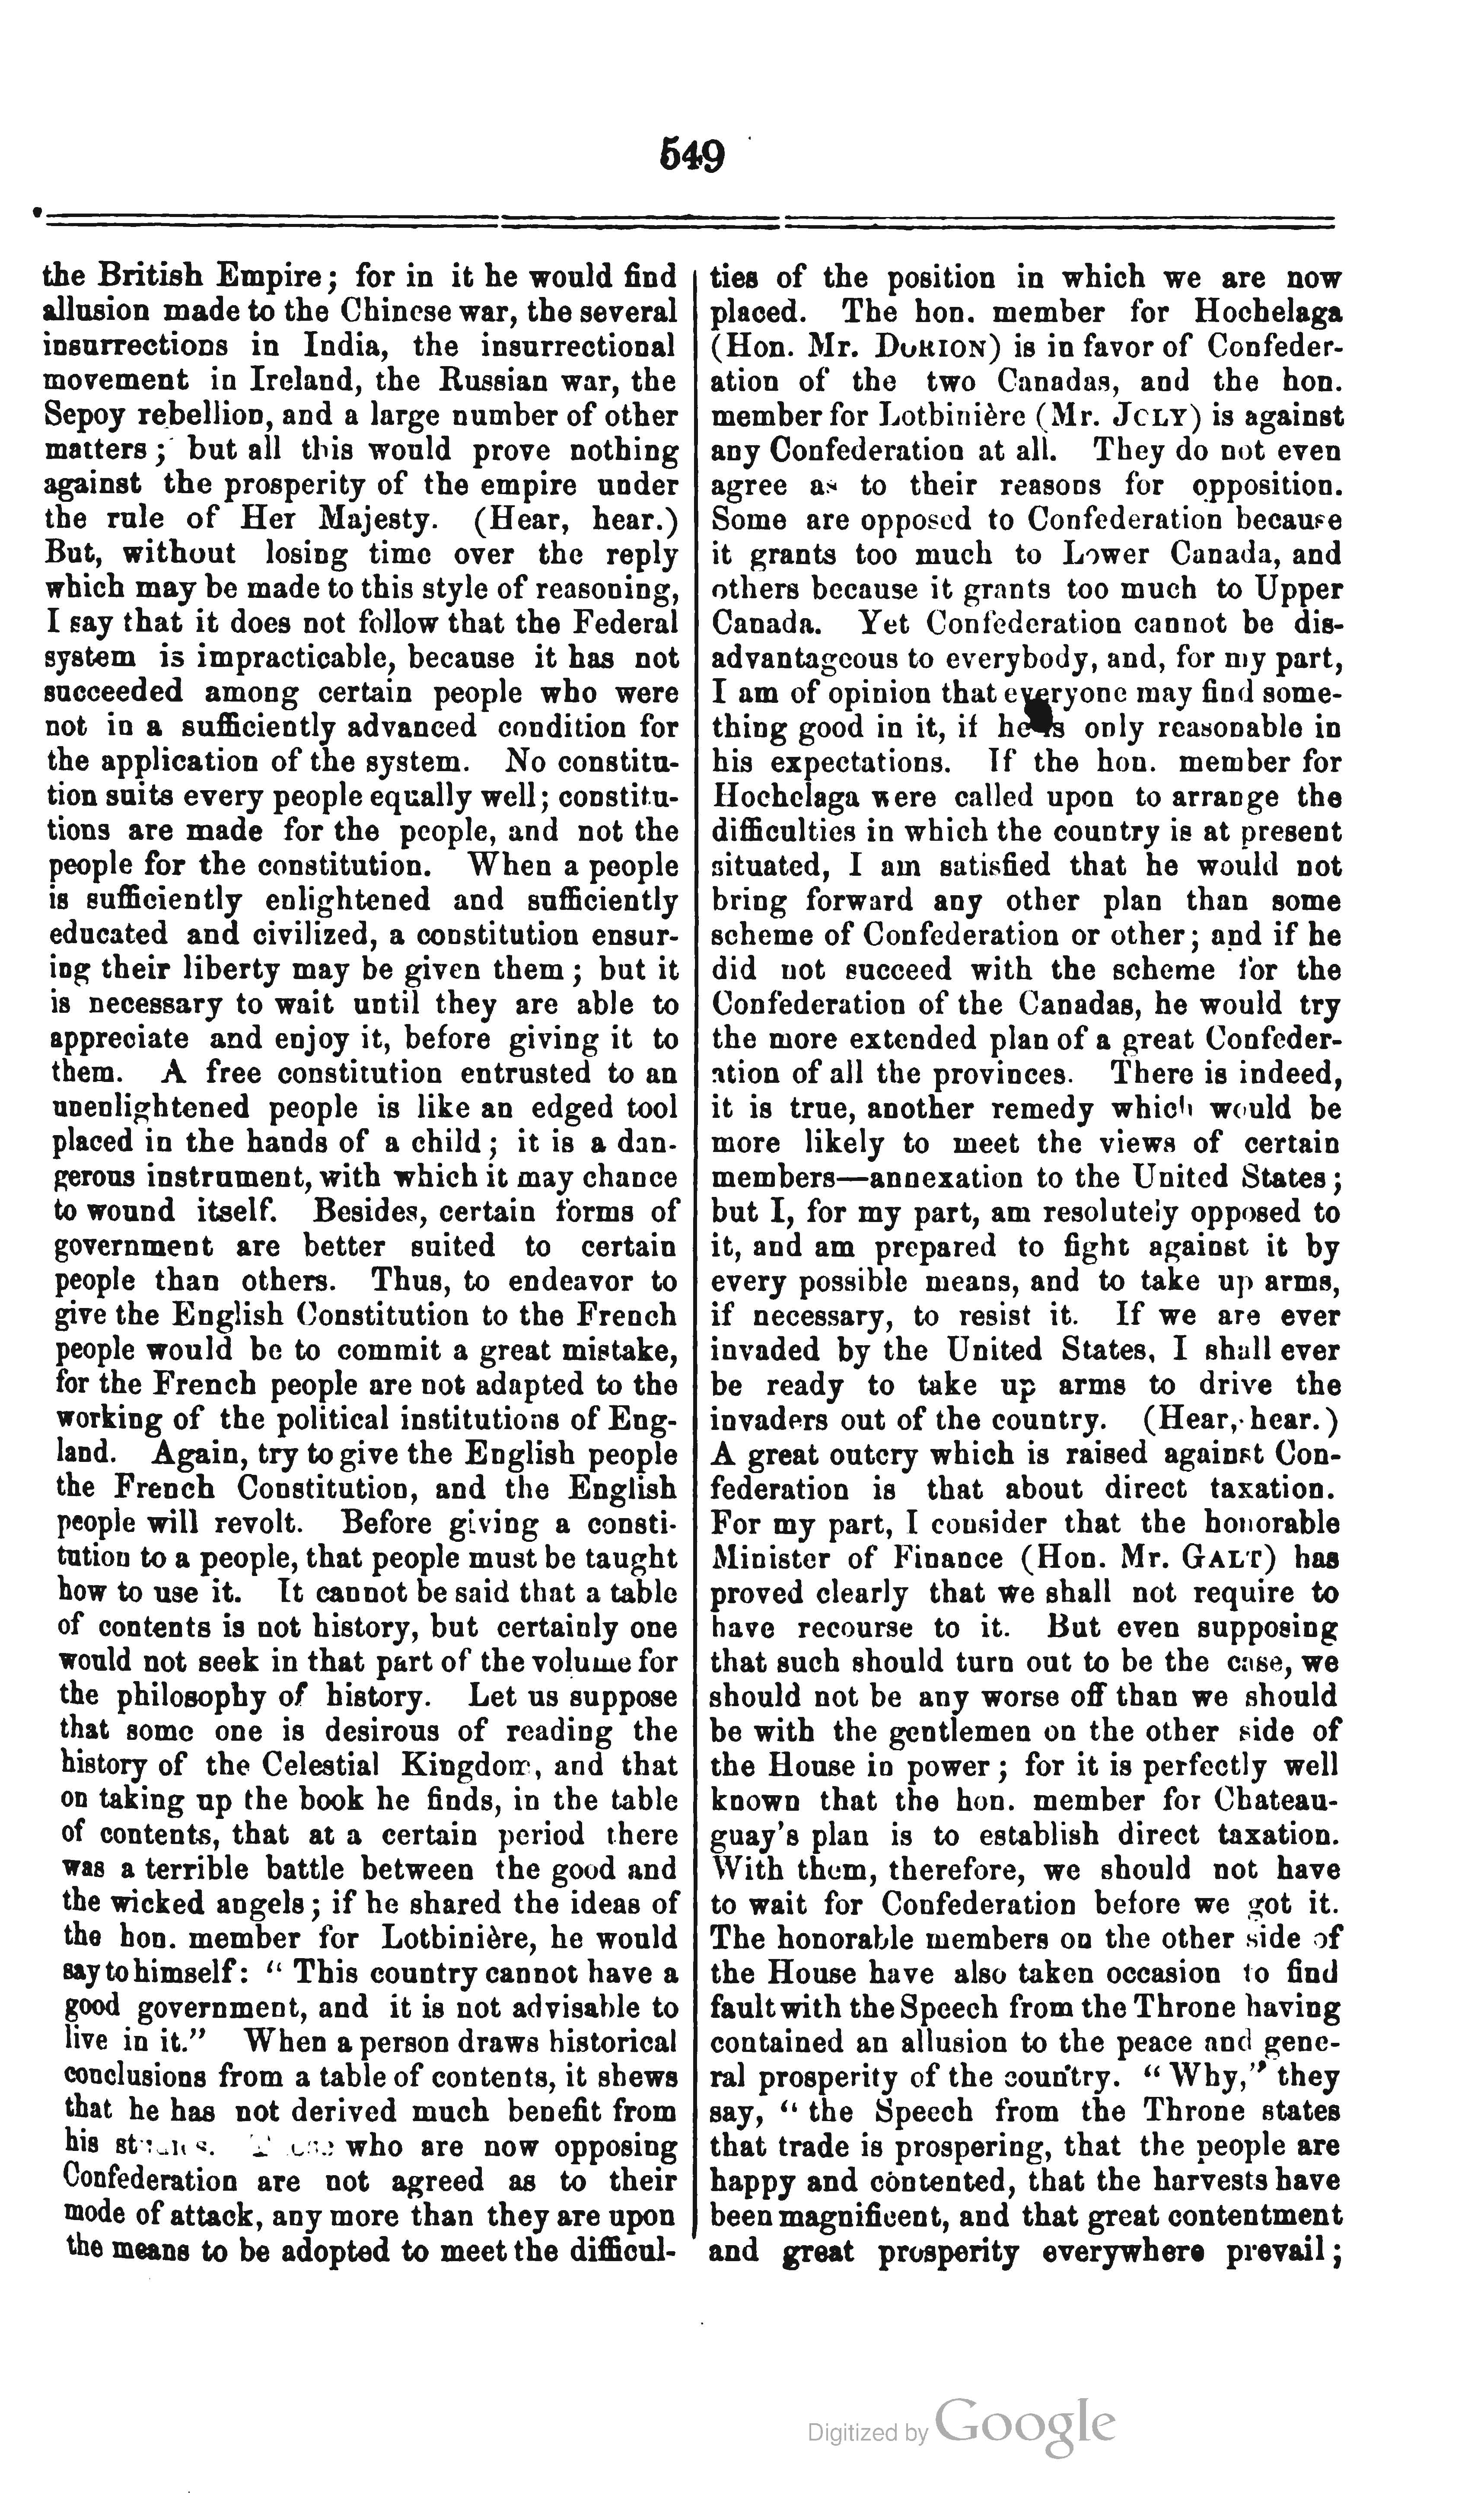 549
the British Empire; for in it he would find
allusion made to the Chinese war, the several
insurrections in India, the insurrectional
movement in Ireland, the Russian war, the
Sepoy rebellion, and a large number of other
matters; but all this would prove nothing
against the prosperity of the empire under
the rule of Her Majesty. (Hear, hear.)
But, without losing time over the reply
which may be made to this style of reasoning,
I say that it does not follow that the Federal
system is impracticable, because it has not
succeeded among certain people who were
not in a sufficiently advanced condition for
the application of the system. No constitu-
tion suits every people equally well; constitu-
tions are made for the people, and not the
people for the constitution. When a people
is sufficiently enlightened and sufficiently
educated and civilized, a constitution ensur-
ing their liberty may be given them; but it
is necessary to wait until they are able to
appreciate and enjoy it, before giving it to
them. A free constitution entrusted to an
unenlightened people is like an edged tool
placed in the hands of a child; it is a dan-
gerous instrument, with which it may chance
to wound itself. Besides, certain forms of
government are better suited to certain
people than others. Thus, to endeavor to
give the English Constitution to the French
people would be to commit a great mistake,
for the French people are not adapted to the
working of the political institutions of Eng-
land. Again, try to give the English people
the French Constitution, and the English
people will revolt. Before giving a consti-
tution to a people, that people must be taught
how to use it. It cannot be said that a table
of contents is not history, but certainly one
would not seek in that part of the volume for
the philosophy of history. Let us suppose
that some one is desirous of reading the
history of the Celestial Kingdom, and that
on taking up the book he finds, in the table
of contents, that at a certain period there
was a terrible battle between the good and
the wicked angels; if he shared the ideas of
the hon. member for Lotbinière, he would
say to himself: "This country cannot have a
good government, and it is not advisable to
live in it." When a person draws historical
conclusions from a table of contents, it shews
that he has not derived much benefit from
his who are now opposing
Confederation are not agreed as to their
mode of attack, any more than they are upon
the means to be adopted to meet the difficul-
ties of the position in which we are now
placed. The hon. member for Hochelaga
(Hon. Mr. DORION) is in favor of Confeder-
ation of the two Canadas, and the hon.
member for Lotbinière (Mr. JOLY) is against
any Confederation at all. They do not even
agree as to their reasons for opposition.
Some are opposed to Confederation because
it grants too much to Lower Canada, and
others because it grants too much to Upper
Canada. Yet Confederation cannot be dis-
advantageous to everybody, and, for my part,
I am of opinion that everyone may find some-
thing good in it, if he is only reasonable in
his expectations. If the hon. member for
Hochelaga were called upon to arrange the
difficulties in which the country is at present
situated, I am satisfied that he would not
bring forward any other plan than some
scheme of Confederation or other; and if he
did not succeed with the scheme for the
Confederation of the Canadas, he would try
the more extended plan of a great Confeder-
ation of all the provinces. There is indeed,
it is true, another remedy which would be
more likely to meet the views of certain
members—annexation to the United States;
but I, for my part, am resolutely opposed to
it, and am prepared to fight against it by
every possible means, and to take up arms,
if necessary, to resist it. If we are ever
invaded by the United States, I shall ever
be ready to take up arms to drive the
invaders out of the country. (Hear, hear.)
A great outcry which is raised against Con-
federation is that about direct taxation.
For my part, I consider that the honorable
Minister of Finance (Hon. Mr. GALT) has
proved clearly that we shall not require to
have recourse to it. But even supposing
that such should turn out to be the case, we
should not be any worse off than we should
be with the gentlemen on the other side of
the House in power; for it is perfectly well
known that the hon. member for Chateau-
guay's plan is to establish direct taxation.
With them, therefore, we should not have
to wait for Confederation before we got it.
The honorable members on the other side of
the House have also taken occasion to find
fault with the Speech from the Throne having
contained an allusion to the peace and gene-
ral prosperity of the country. "Why," they
say, "the Speech from the Throne states
that trade is prospering, that the people are
happy and contented, that the harvests have
been magnificent, and that great contentment
and great prosperity everywhere prevail;
Digitized by Google